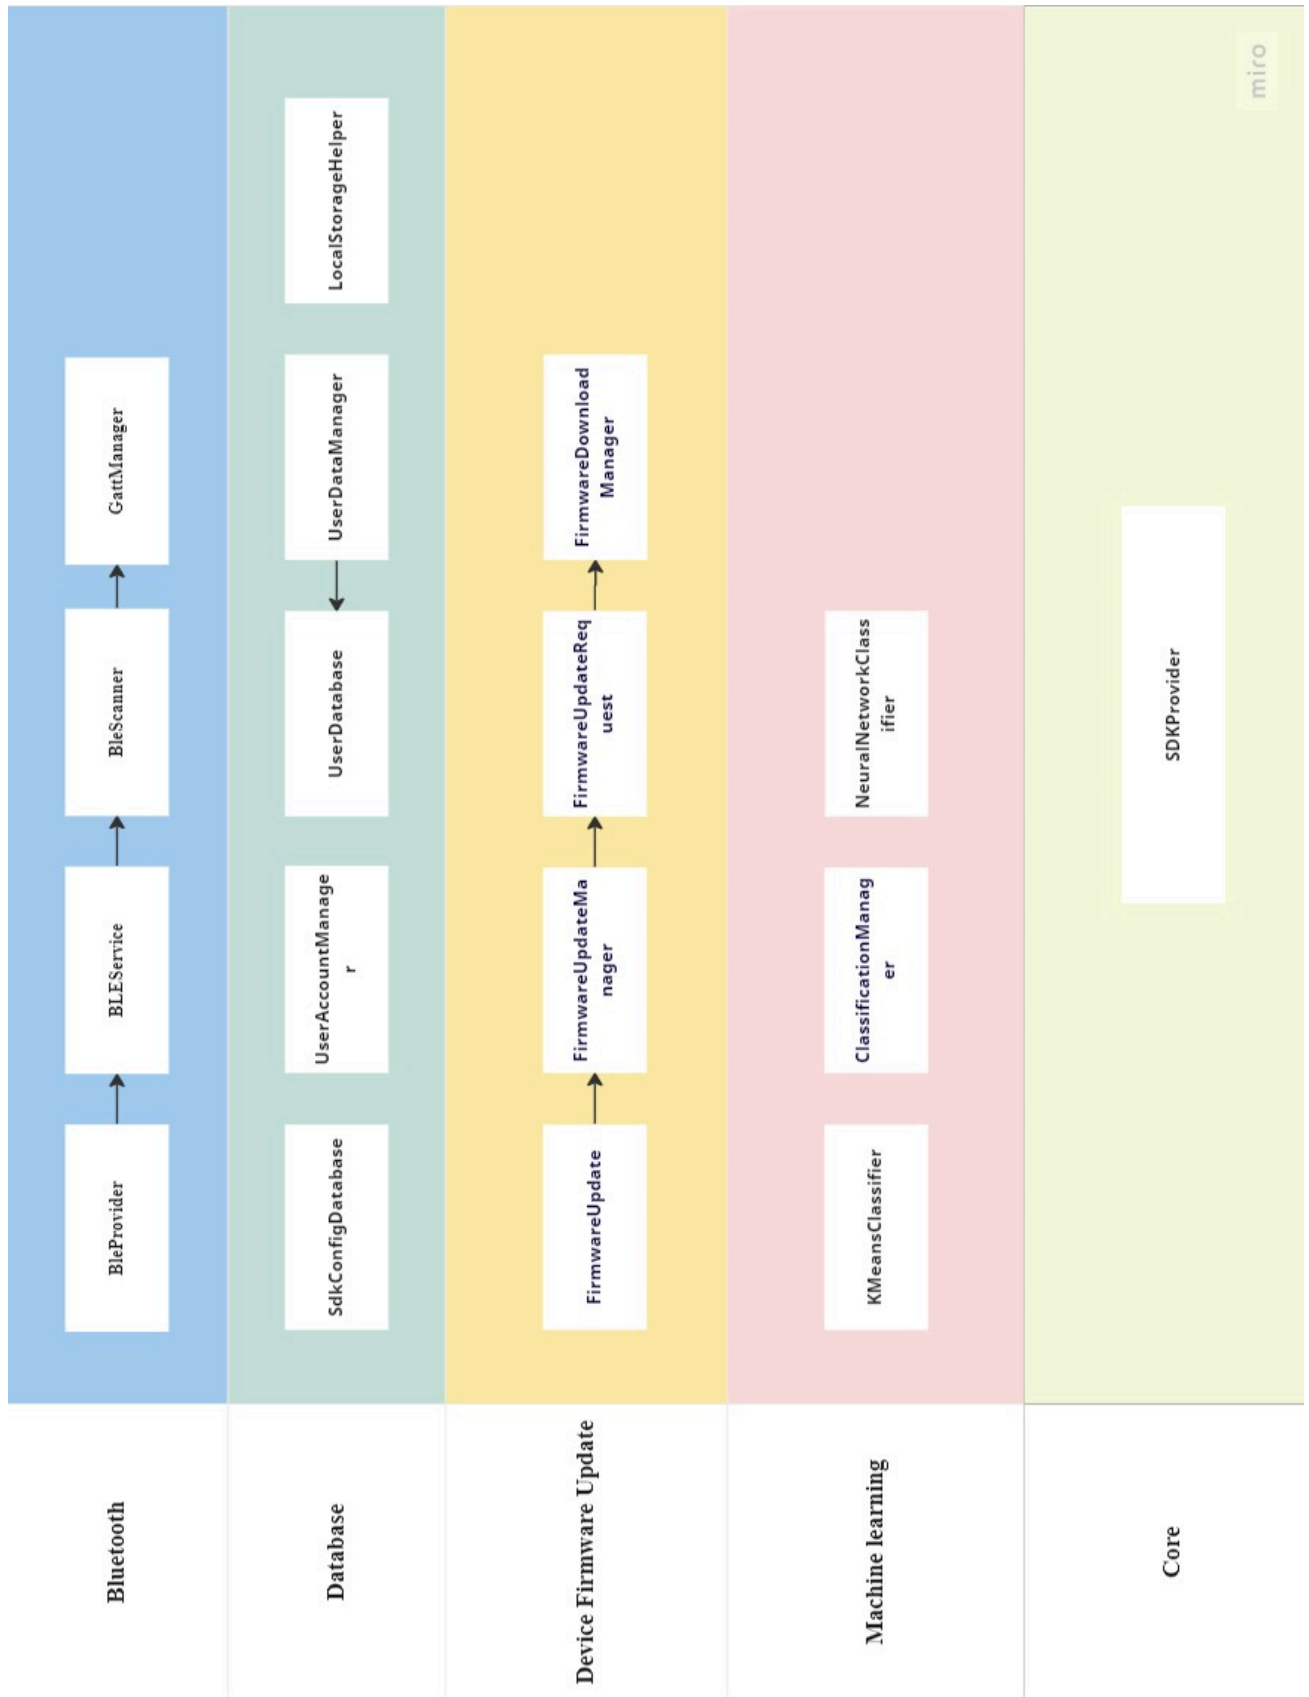 Bluetooth
BleProvider
BLEService
BleScanner
GattManager
Database
SdkConfigDatabase
UserAccountManage
r
UserDatabase
UserDataManager
LocalStorageHelper
Device Firmware Update
FirmwareUpdate
FirmwareUpdateMa
nager
FirmwareUpdateReq
uest
FirmwareDownload
Manager
Machine learning
KMeansClassifier
ClassificationManag
er
NeuralNetworkClass
ifier
Core
SDKProvider
miro